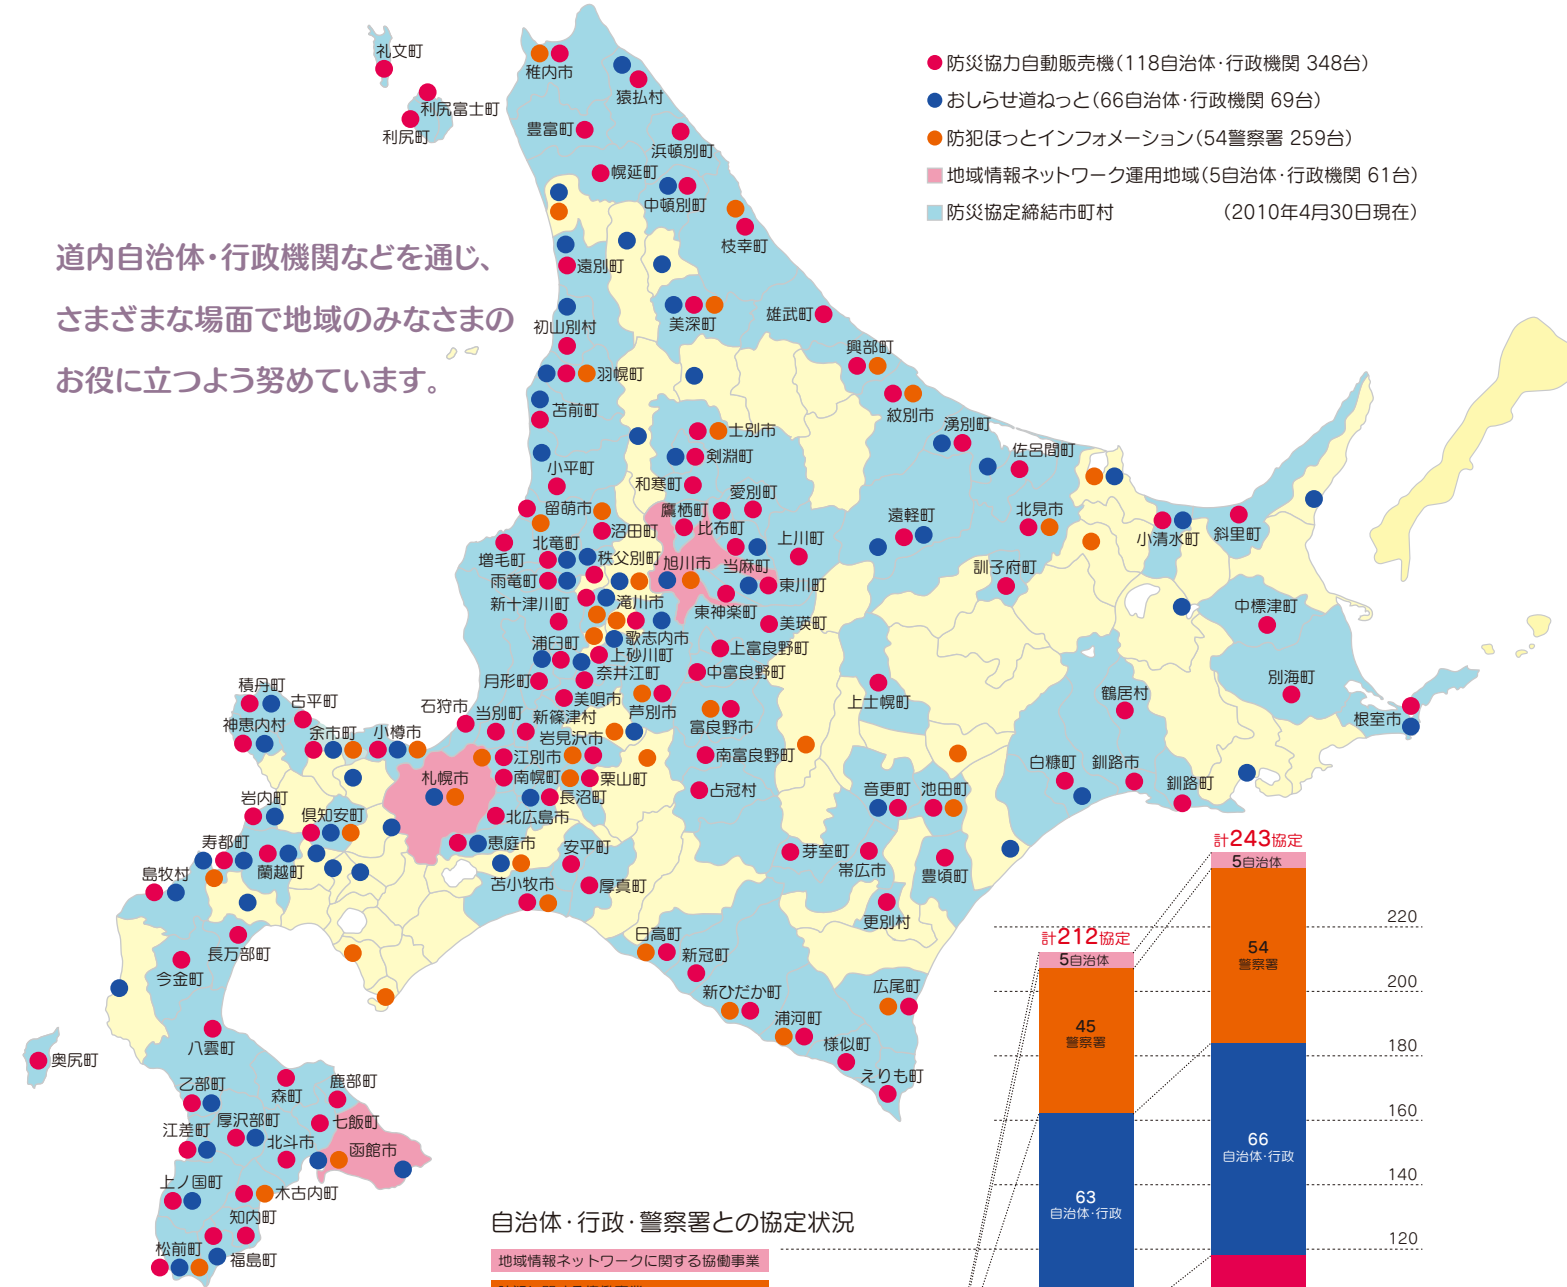 防災協力自動販売機（118自治体・行政機関 348台）
おしらせ道ねっと（66自治体・行政機関 69台）
防犯ほっとインフォメーション（54警察署 259台）
地域情報ネットワーク運用地域（5自治体・行政機関 61台）
防災協定締結市町村 （2010年4月30日現在）
道内自治体・行政機関などを通じ、
さまざまな場面で地域のみなさまの
お役に立つよう努めています。
礼文町
利尻富士町
利尻町
稚内市
猿払村
豊富町
浜頓別町
幌延町
中頓別町
枝幸町
遠別町
美深町
初山別村
雄武町
羽幌町
興部町
苫前町
紋別市
湧別町
士別市
佐呂間町
剣淵町
小平町
和寒町
愛別町
留萌市
鷹栖町
比布町
遠軽町
北見市
小清水町
斜里町
沼田町
北竜町
増毛町
秩父別町
旭川市
当麻町
上川町
訓子府町
雨竜町
東川町
新十津川町
滝川市
東神楽町
美瑛町
中標津町
浦臼町
歌志内市
上砂川町
上富良野町
奈井江町
中富良野町
月形町
美唄市
芦別市
上士幌町
鶴居村
別海町
根室市
積丹町
古平町
石狩市
当別町
新篠津村
富良野市
神恵内村
余市町
小樽市
岩見沢市
江別市
南富良野町
札幌市
南幌町
栗山町
白糠町
釧路市
釧路町
岩内町
長沼町
占冠村
音更町
池田町
倶知安町
北広島市
寿都町
恵庭市
安平町
芽室町
帯広市
豊頃町
島牧村
蘭越町
苫小牧市
厚真町
更別村
長万部町
日高町
新冠町
今金町
新ひだか町
広尾町
浦河町
八雲町
様似町
奥尻町
えりも町
乙部町
森町
鹿部町
厚沢部町
七飯町
江差町
北斗市
函館市
上ノ国町
木古内町
知内町
松前町
福島町
自治体・行政・警察署との協定状況
地域情報ネットワークに関する協働事業
計212協定
5自治体
45
警察署
63
自治体・行政
計243協定
5自治体
54
警察署
66
自治体・行政
220
200
180
160
140
120